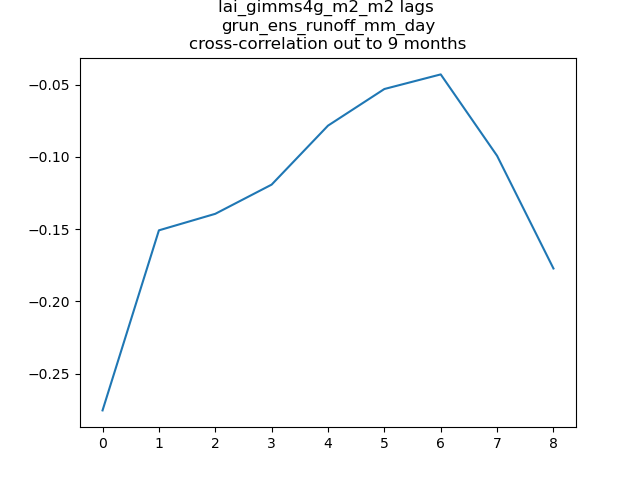 lai_gimms4g_m2_m2 lags
grun_ens_runoff_mm_day
cross-correlation out to 9 months
−0.05
−0.10
−0.15
−0.20
−0.25
0 1 2 3 4 5 6 7 8